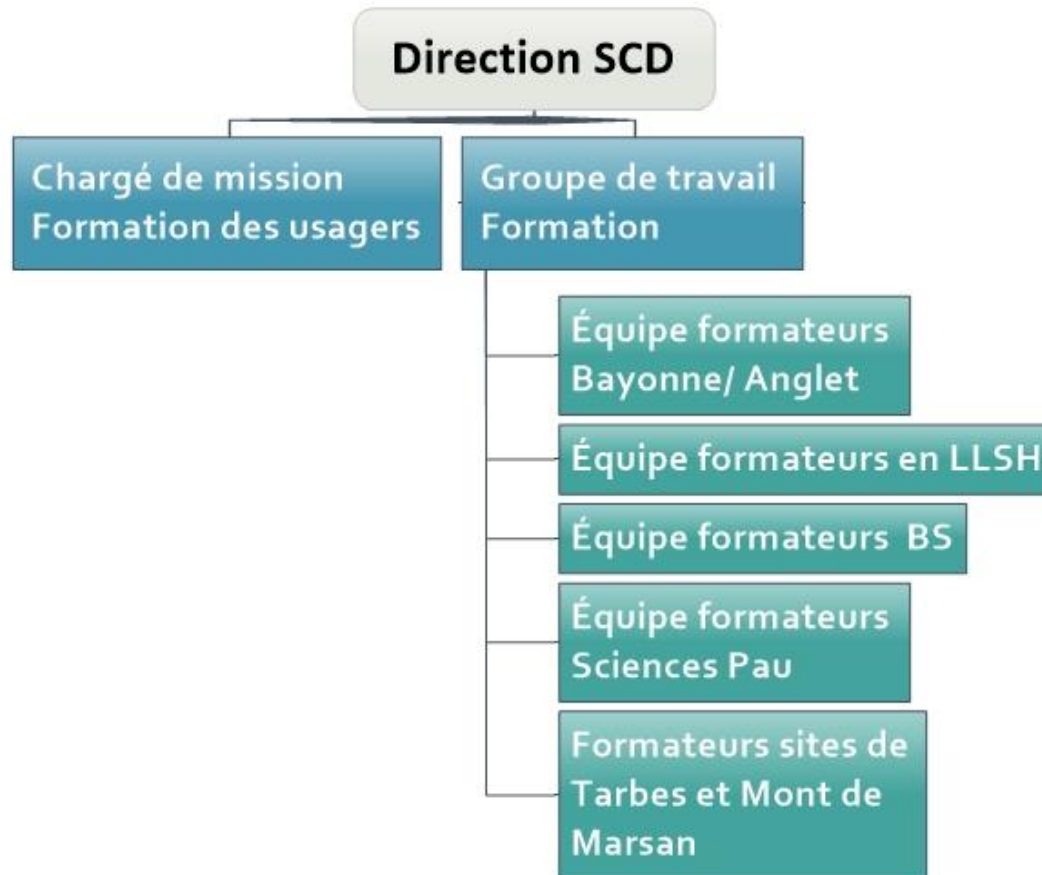 Direction SCD
Chargé de mission
Formation des usagers
Groupe de travail
Formation
Équipe formateurs
Bayonne/ Anglet
Équipe formateurs en LLSH
Équipe formateurs  BS
Équipe formateurs
Sciences Pau
Formateurs sites de
Tarbes et Mont de
Marsan